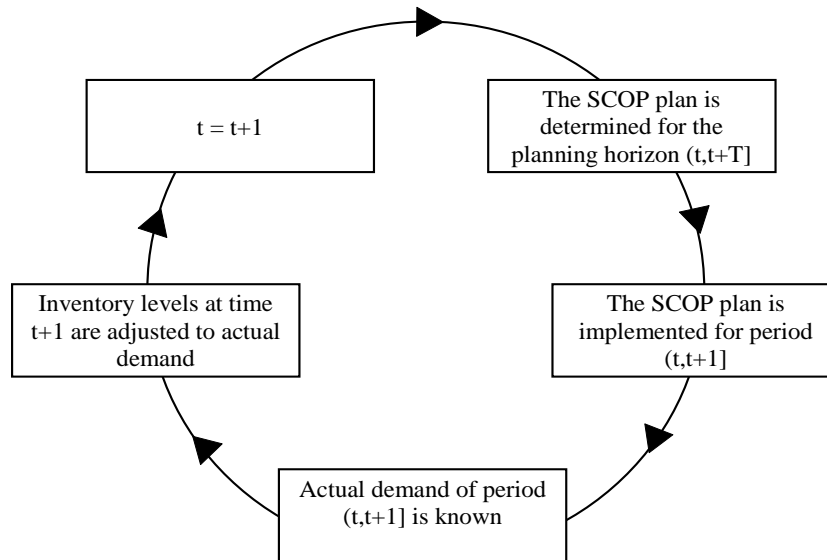 t = t+1
The SCOP plan is
determined for the
planning horizon (t,t+T]
Inventory levels at time
t+1 are adjusted to actual
demand
The SCOP plan is
implemented for period
(t,t+1]
Actual demand of period
(t,t+1] is known